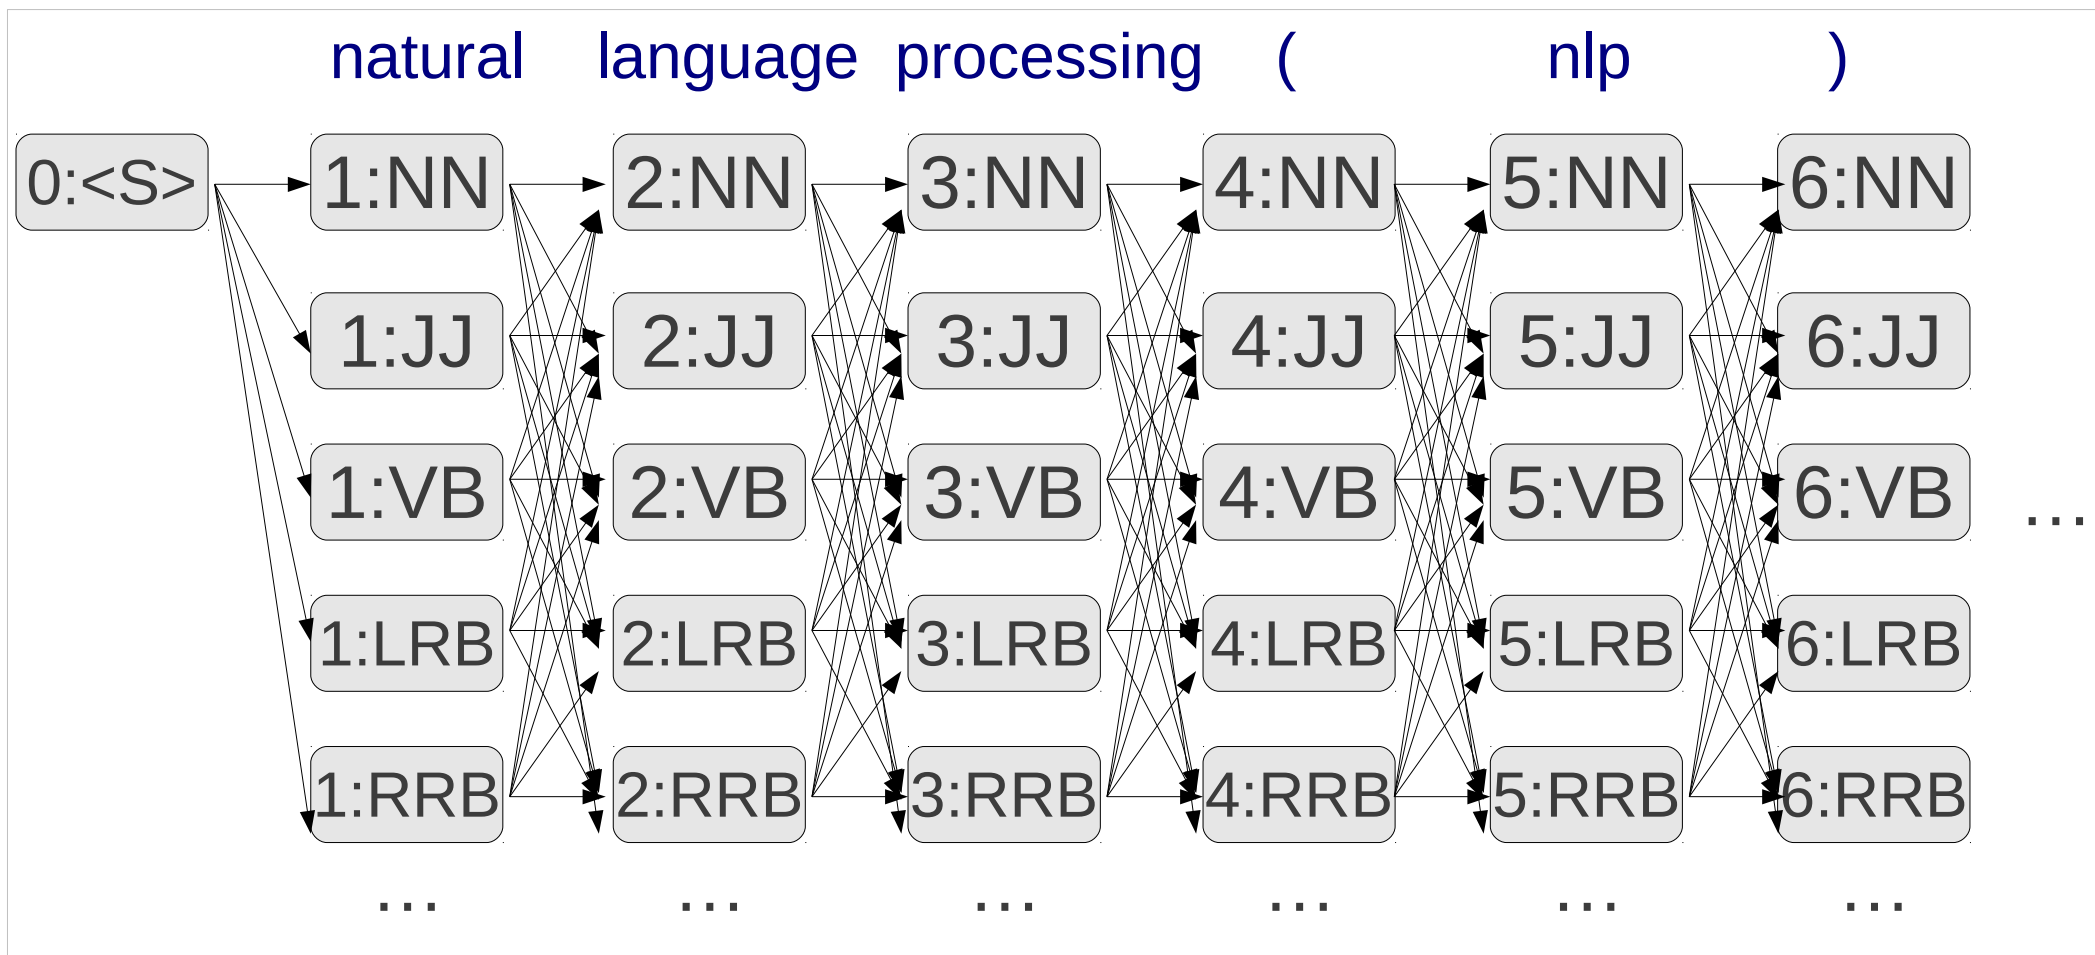 natural language processing ( nlp )
0:<S> 1:NN 2:NN 3:NN 4:NN 5:NN 6:NN
1:JJ 2:JJ 3:JJ 4:JJ 5:JJ 6:JJ
1:VB 2:VB 3:VB 4:VB 5:VB 6:VB …
1:LRB 2:LRB 3:LRB 4:LRB 5:LRB 6:LRB
1:RRB 2:RRB 3:RRB 4:RRB 5:RRB 6:RRB
… … … … … …